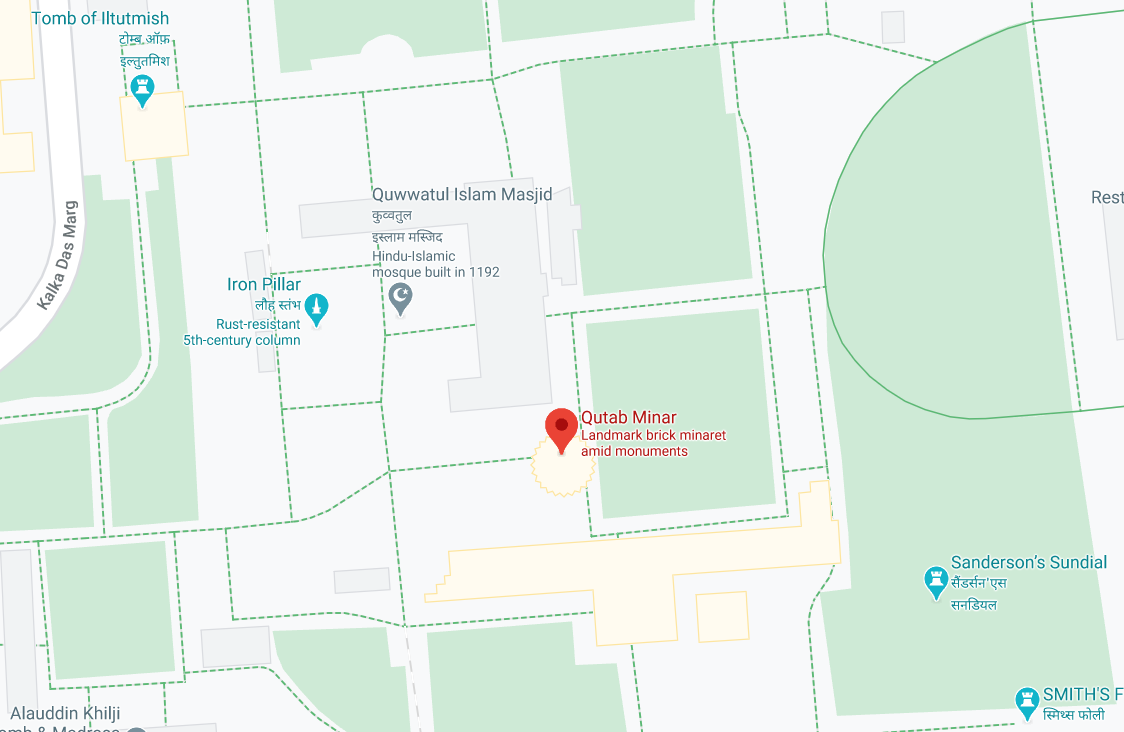 Tomb of Iltutmish
टोम्ब ऑफ़
इल्तुतमिश
Kalka Das Marg
Quwwatul Islam Masjid
कुव्वतुल
इस्लाम मस्जिद
Hindu-Islamic
mosque built in 1192
Rest
Iron Pillar
लौह स्तंभ
Rust-resistant
5th-century column
Qutab Minar
Landmark brick minaret
amid monuments
Sanderson's Sundial
सैंडर्सन'एस
सनडियल
SMITH'S F
स्मिथ्स फोली
Alauddin Khilji